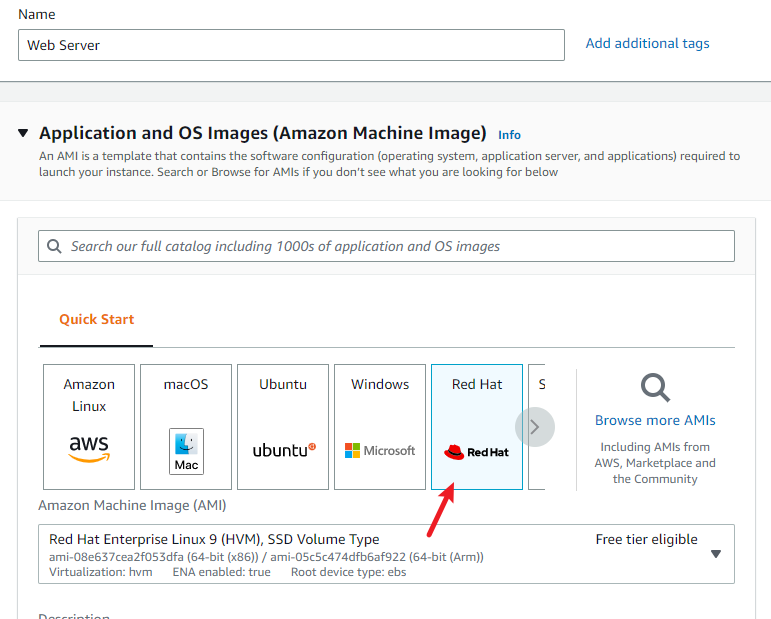 Name
Web Server
Add additional tags
Application and OS Images (Amazon Machine Image) Info
An AMI is a template that contains the software configuration (operating system, application server, and applications) required to
launch your instance. Search or Browse for AMIs if you don't see what you are looking for below
Search our full catalog including 1000s of application and OS images
Quick Start
Amazon
Linux
aws
macOS
Mac
Ubuntu
ubuntu
Windows
Microsoft
Red Hat
Red Hat
S
Browse more AMIs
Including AMIs from
AWS, Marketplace and
the Community
Amazon Machine Image (AMI)
Red Hat Enterprise Linux 9 (HVM), SSD Volume Type
Free tier eligible
ami-08e637cea2f053dfa (64-bit (x86)) / ami-05c5c474dfb6af922 (64-bit (Arm))
Virtualization: hvm ENA enabled: true Root device type: ebs
Description